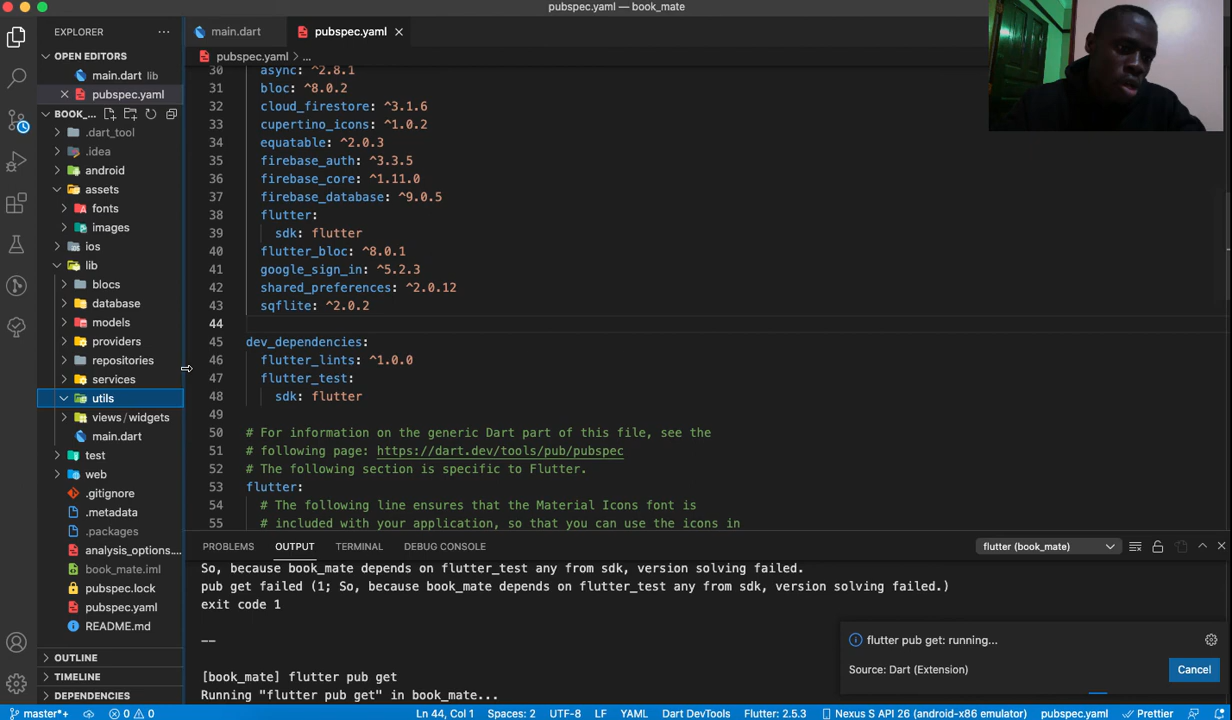 pubspec.yaml — book_mate
EXPLORER
OPEN EDITORS
main.dart lib
pubspec.yaml
BOOK_...
.dart_tool
.idea
android
assets
fonts
images
ios
lib
blocs
database
models
providers
repositories
services
utils
views/widgets
main.dart
test
web
.gitignore
.metadata
.packages
analysis_options....
book_mate.iml
pubspec.lock
pubspec.yaml
README.md
OUTLINE
TIMELINE
DEPENDENCIES
main.dart
pubspec.yaml
pubspec.yaml > ...
30 async: ^2.8.1
31 bloc: ^8.0.2
32 cloud_firestore: ^3.1.6
33 cupertino_icons: ^1.0.2
34 equatable: ^2.0.3
35 firebase_auth: ^3.3.5
36 firebase_core: ^1.11.0
37 firebase_database: ^9.0.5
38 flutter:
39 sdk: flutter
40 flutter_bloc: ^8.0.1
41 google_sign_in: ^5.2.3
42 shared_preferences: ^2.0.12
43 sqflite: ^2.0.2
44
45 dev_dependencies:
46 flutter_lints: ^1.0.0
47 flutter_test:
48 sdk: flutter
49
50 # For information on the generic Dart part of this file, see the
51 # following page: https://dart.dev/tools/pub/pubspec
52 # The following section is specific to Flutter.
53 flutter:
54 # The following line ensures that the Material Icons font is
55 # included with your application, so that you can use the icons in
PROBLEMS OUTPUT TERMINAL DEBUG CONSOLE flutter (book_mate)
So, because book_mate depends on flutter_test any from sdk, version solving failed.
pub get failed (1; So, because book_mate depends on flutter_test any from sdk, version solving failed.)
exit code 1
--
[book_mate] flutter pub get
Running "flutter pub get" in book_mate...
flutter pub get: running...
Source: Dart (Extension)
Cancel
master*+ 0 0 Ln 44, Col 1 Spaces: 2 UTF-8 LF YAML Dart DevTools Flutter: 2.5.3 Nexus S API 26 (android-x86 emulator) pubspec.yaml Prettier